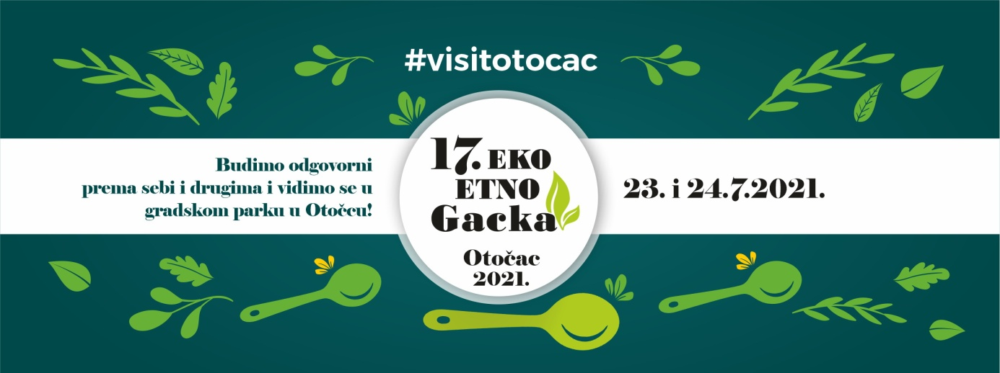 #visitotocac
Budimo odgovorni
prema sebi i drugima i vidimo se u
gradskom parku u Otočcu!
17. EKO
ETNO
Gacka
Otočac
2021.
23. i 24.7.2021.